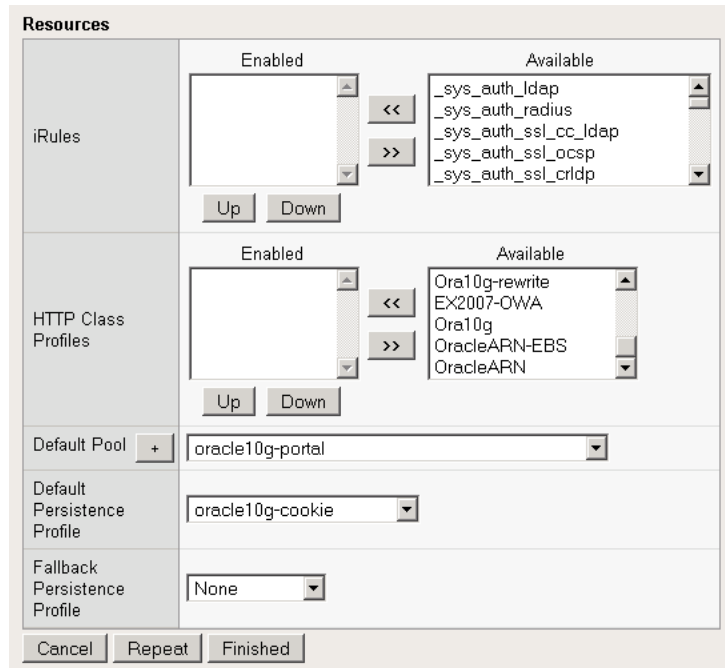 Resources
Enabled Available
iRules
_sys_auth_ldap
_sys_auth_radius
_sys_auth_ssl_cc_ldap
_sys_auth_ssl_ocsp
_sys_auth_ssl_crldp
<<
>>
Up Down
Enabled Available
HTTP Class
Profiles
Ora10g-rewrite
EX2007-OWA
Ora10g
OracleARN-EBS
OracleARN
<<
>>
Up Down
Default Pool + oracle10g-portal
Default
Persistence
Profile
oracle10g-cookie
Fallback
Persistence
Profile
None
Cancel Repeat Finished